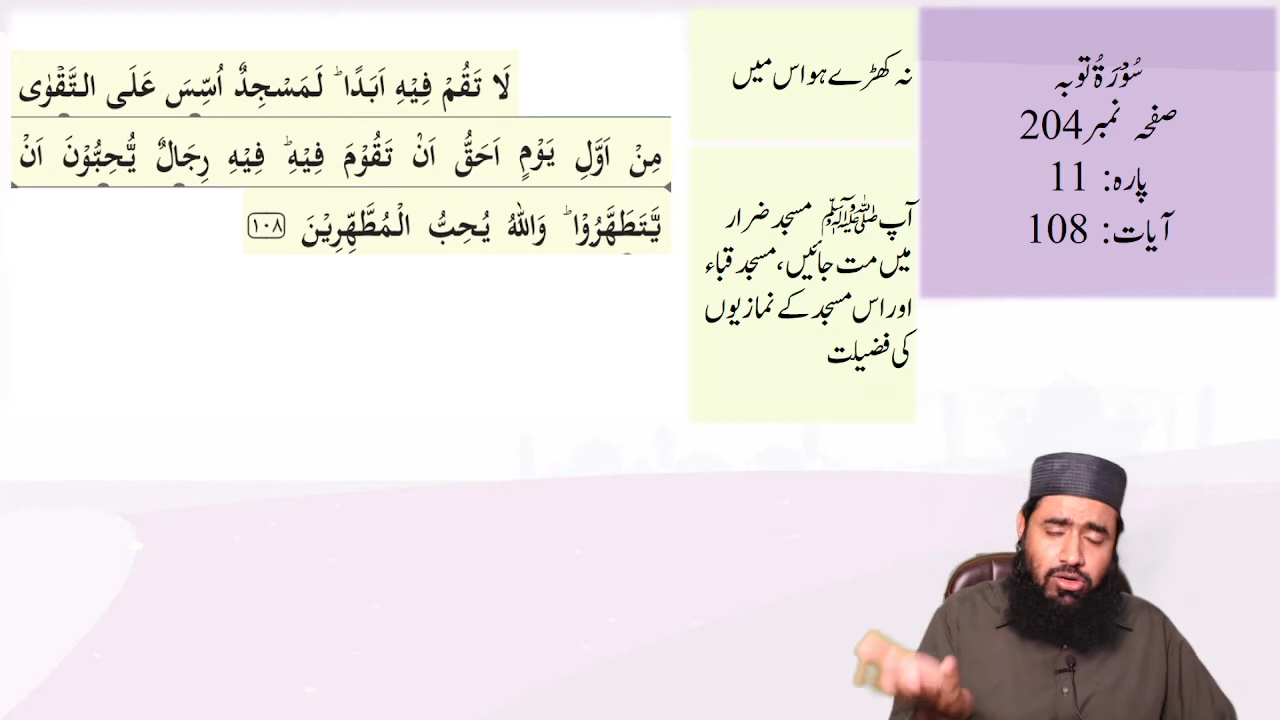 سُوْرَۃُ توبہ
صفحہ نمبر 204
پارہ: 11
آیات: 108
نہ کھڑے ہو اس میں
آپ ﷺ مسجد ضرار
میں مت جائیں، مسجد قباء
اور اس مسجد کے نمازیوں
کی فضیلت
لَا تَقُمْ فِیْهِ اَبَدًا ؕ لَمَسْجِدٌ اُسِّسَ عَلَی التَّقْوٰی
مِنْ اَوَّلِ یَوْمٍ اَحَقُّ اَنْ تَقُوْمَ فِیْهِ ؕ فِیْهِ رِجَالٌ یُّحِبُّوْنَ اَنْ
یَّتَطَهَّرُوْا ؕ وَاللّٰهُ یُحِبُّ الْمُطَّهِّرِیْنَ ﴿۱۰۸﴾